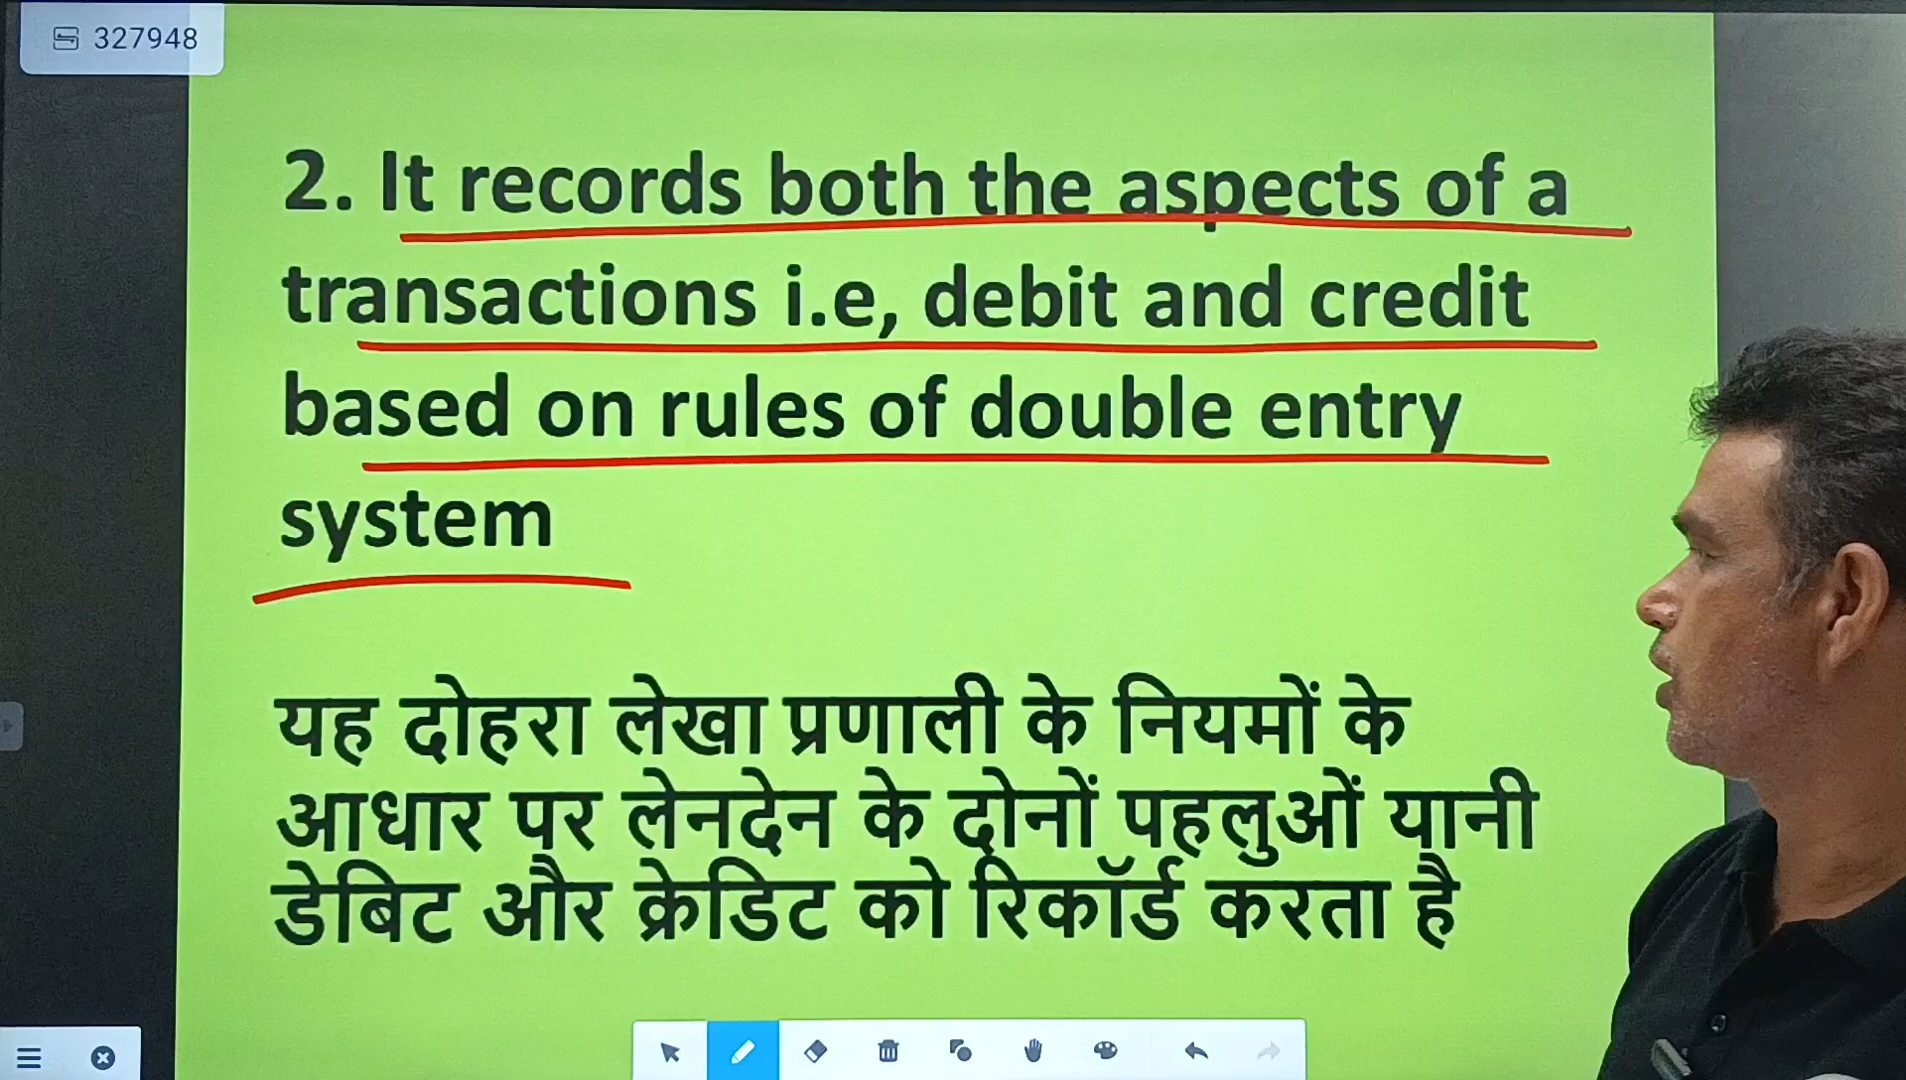 327948
2. It records both the aspects of a
transactions i.e, debit and credit
based on rules of double entry
system
यह दोहरा लेखा प्रणाली के नियमों के
आधार पर लेनदेन के दोनों पहलुओं यानी
डेबिट और क्रेडिट को रिकॉर्ड करता है